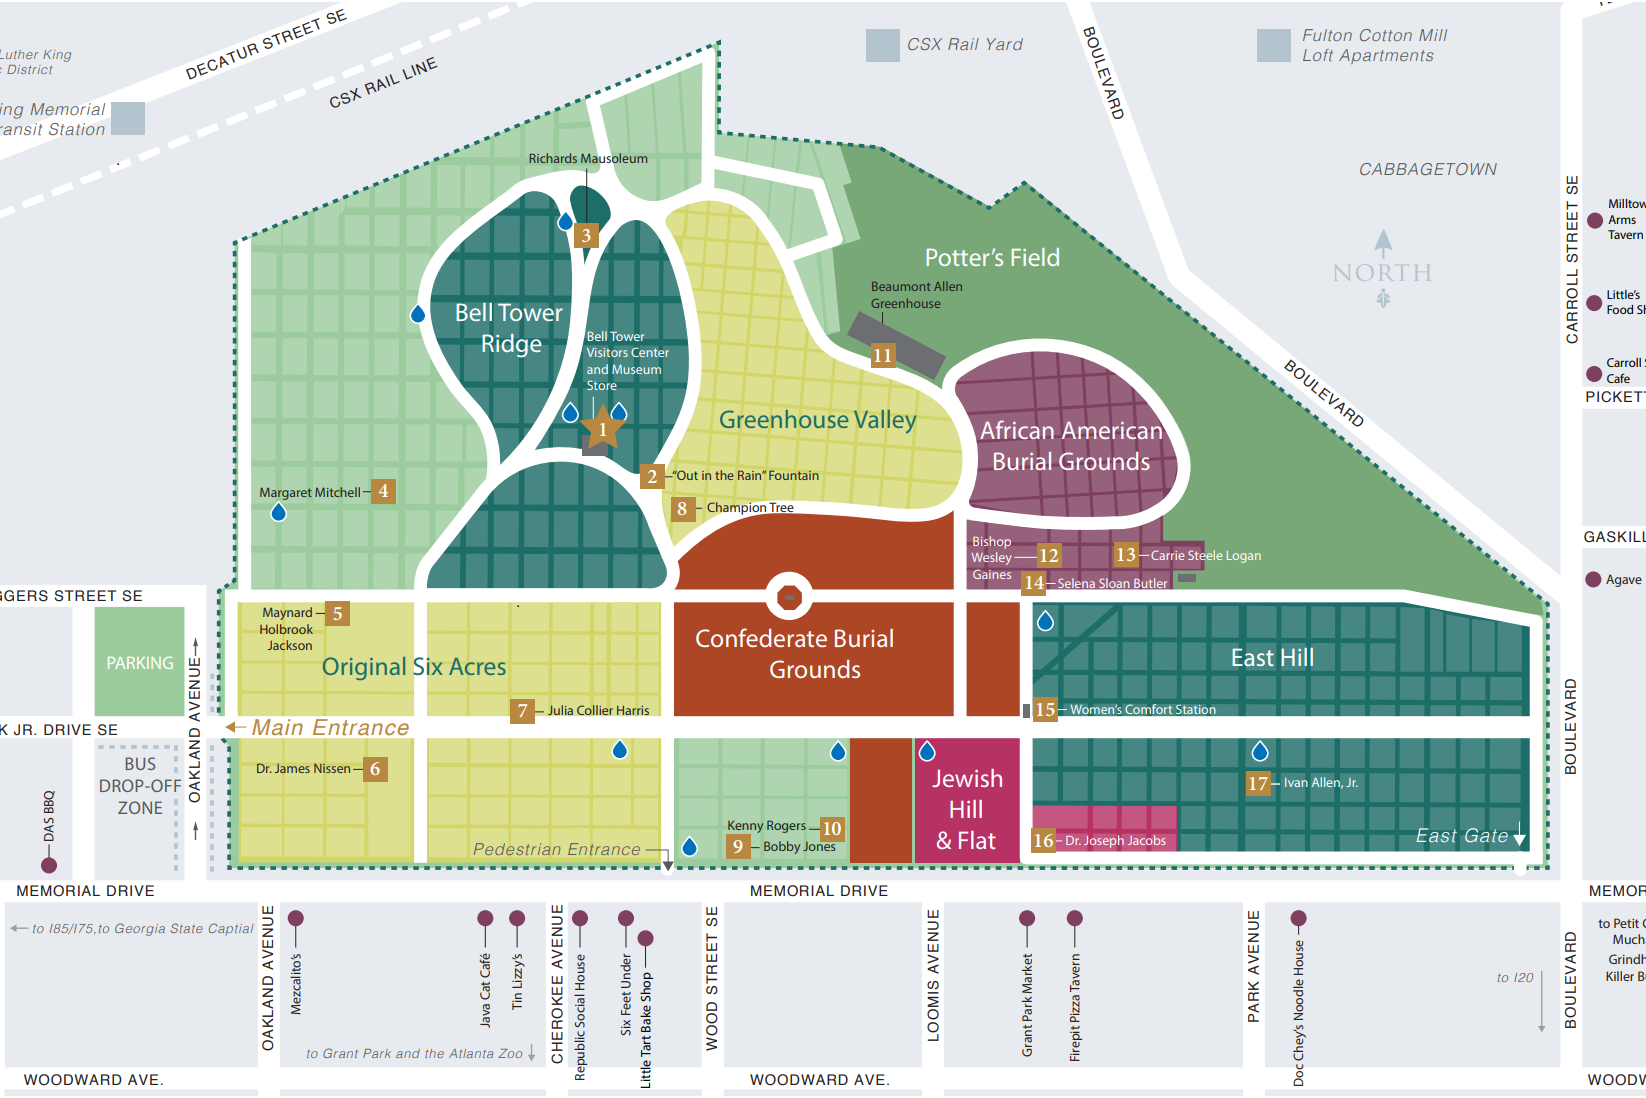 DECATUR STREET SE
CSX RAIL LINE
Luther King
District
Memorial
Station
CSX Rail Yard
BOULEVARD
Fulton Cotton Mill
Loft Apartments
CABBAGETOWN
NORTH
CARROLL STREET SE
Arms
Tavern
Little's
Food
Carroll
Cafe
Agave
BOULEVARD
Richards Mausoleum
3
Bell Tower
Ridge
Bell Tower
Visitors Center
and Museum
Store
1
Potter's Field
Beaumont Allen
Greenhouse
11
Greenhouse Valley
African American
Burial Grounds
Margaret Mitchell
4
2
"Out in the Rain" Fountain
8
Champion Tree
Bishop
Wesley
Gaines
12
13
Carrie Steele Logan
14
Selena Sloan Butler
STREET SE
PARKING
OAKLAND AVENUE
Maynard
Holbrook
Jackson
5
Original Six Acres
7
Julia Collier Harris
Confederate Burial
Grounds
East Hill
15
Women's Comfort Station
BOULEVARD
JR. DRIVE SE
Main Entrance
BUS
DROP-OFF
ZONE
DAS BBQ
Dr. James Nissen
6
Pedestrian Entrance
Kenny Rogers
10
9
Bobby Jones
Jewish
Hill
& Flat
17
Ivan Allen, Jr.
16
Dr. Joseph Jacobs
East Gate
MEMORIAL DRIVE
MEMORIAL DRIVE
to I85/I75,to Georgia State Captial
OAKLAND AVENUE
Mezcalito's
Java Cat Café
Tin Lizzy's
to Grant Park and the Atlanta Zoo
CHEROKEE AVENUE
Republic Social House
Six Feet Under
Little Tart Bake Shop
WOOD STREET SE
LOOMIS AVENUE
Grant Park Market
Firepit Pizza Tavern
PARK AVENUE
Doc Chey's Noodle House
to I20
BOULEVARD
to Petit
Killer
WOODWARD AVE.
WOODWARD AVE.